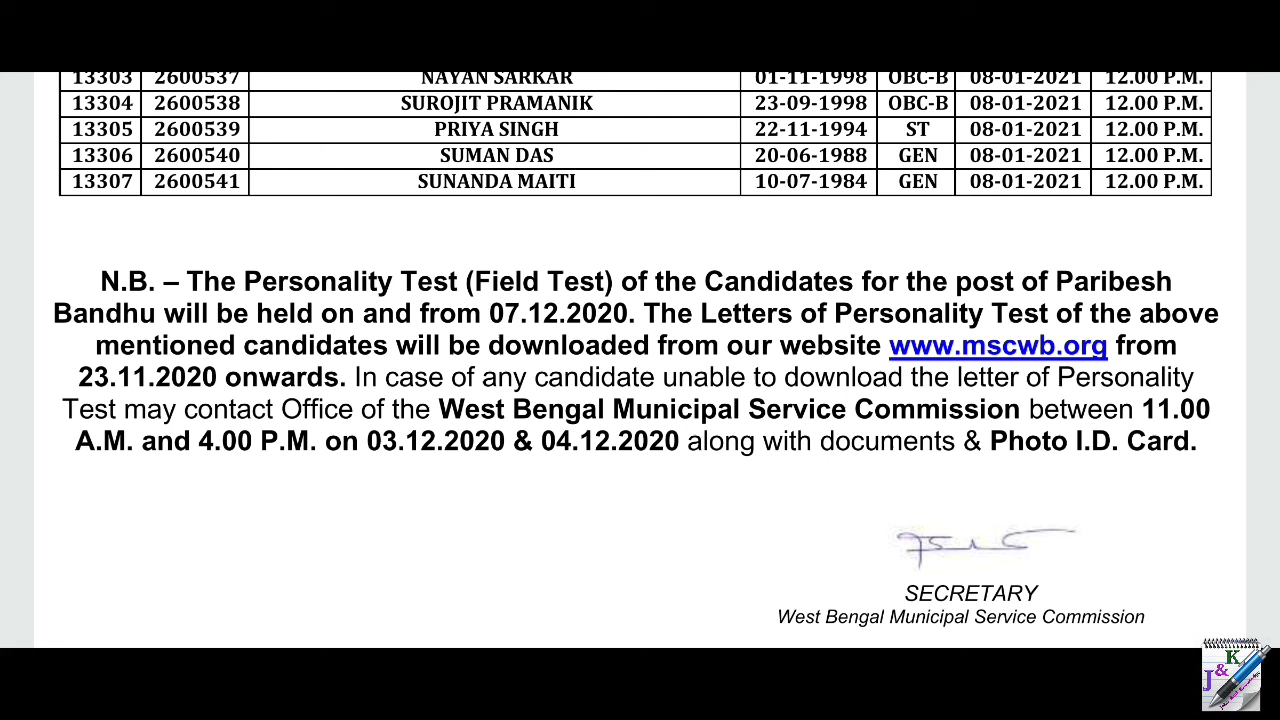 13303 2600537 NAYAN SARKAR 01-11-1998 OBC-B 08-01-2021 12.00 P.M.
13304 2600538 SUROJIT PRAMANIK 23-09-1998 OBC-B 08-01-2021 12.00 P.M.
13305 2600539 PRIYA SINGH 22-11-1994 ST 08-01-2021 12.00 P.M.
13306 2600540 SUMAN DAS 20-06-1988 GEN 08-01-2021 12.00 P.M.
13307 2600541 SUNANDA MAITI 10-07-1984 GEN 08-01-2021 12.00 P.M.
N.B. – The Personality Test (Field Test) of the Candidates for the post of Paribesh
Bandhu will be held on and from 07.12.2020. The Letters of Personality Test of the above
mentioned candidates will be downloaded from our website www.mscwb.org from
23.11.2020 onwards. In case of any candidate unable to download the letter of Personality
Test may contact Office of the West Bengal Municipal Service Commission between 11.00
A.M. and 4.00 P.M. on 03.12.2020 & 04.12.2020 along with documents & Photo I.D. Card.
SECRETARY
West Bengal Municipal Service Commission
J&K